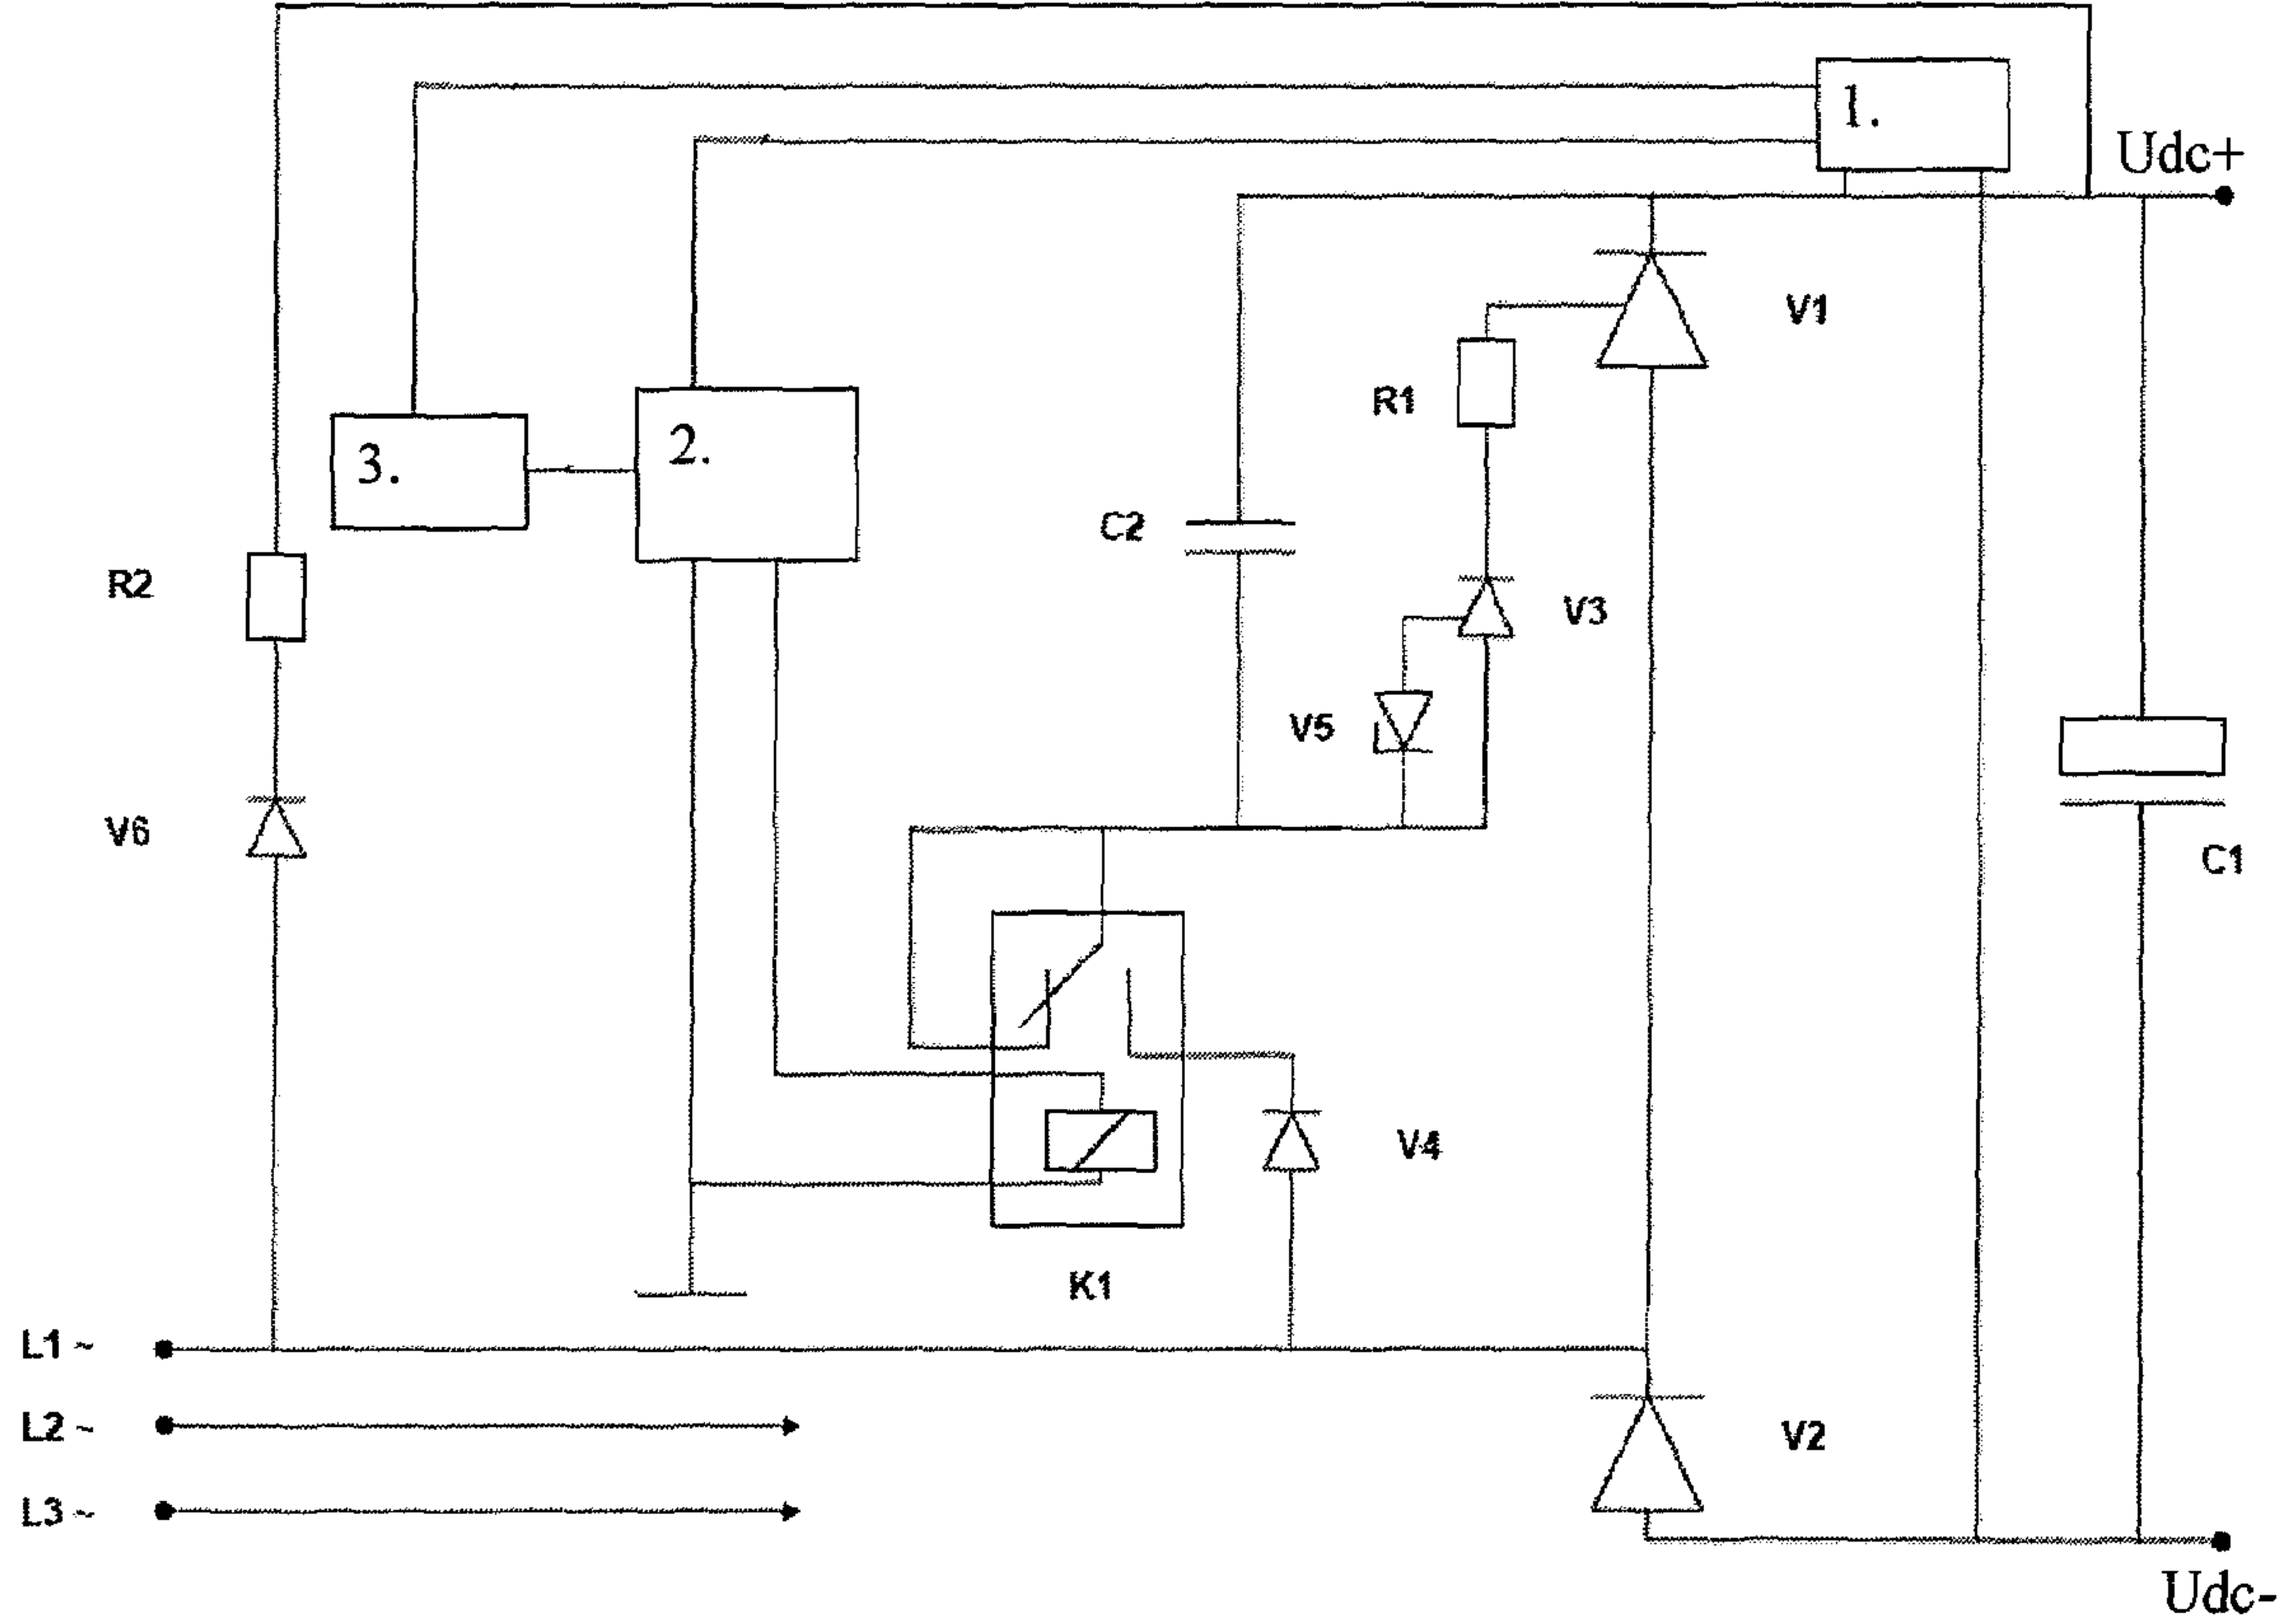 1.
Udc+
V1
R1
3.
2.
C2
R2
V3
V5
V6
C1
V4
K1
L1 ~
L2 ~
V2
L3 ~
Udc-